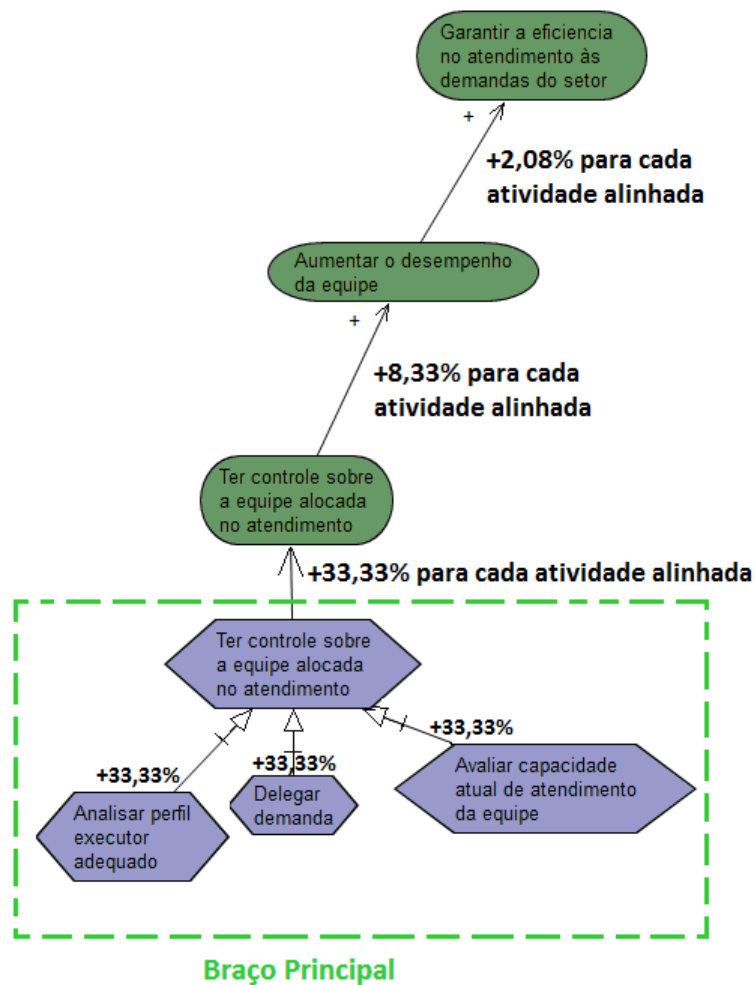 Garantir a eficiencia
no atendimento às
demandas do setor
+
+2,08% para cada
atividade alinhada
Aumentar o desempenho
da equipe
+
+8,33% para cada
atividade alinhada
Ter controle sobre
a equipe alocada
no atendimento
+33,33% para cada atividade alinhada
Ter controle sobre
a equipe alocada
no atendimento
+33,33%
+33,33%
+33,33%
Analisar perfil
executor
adequado
Delegar
demanda
Avaliar capacidade
atual de atendimento
da equipe
Braço Principal